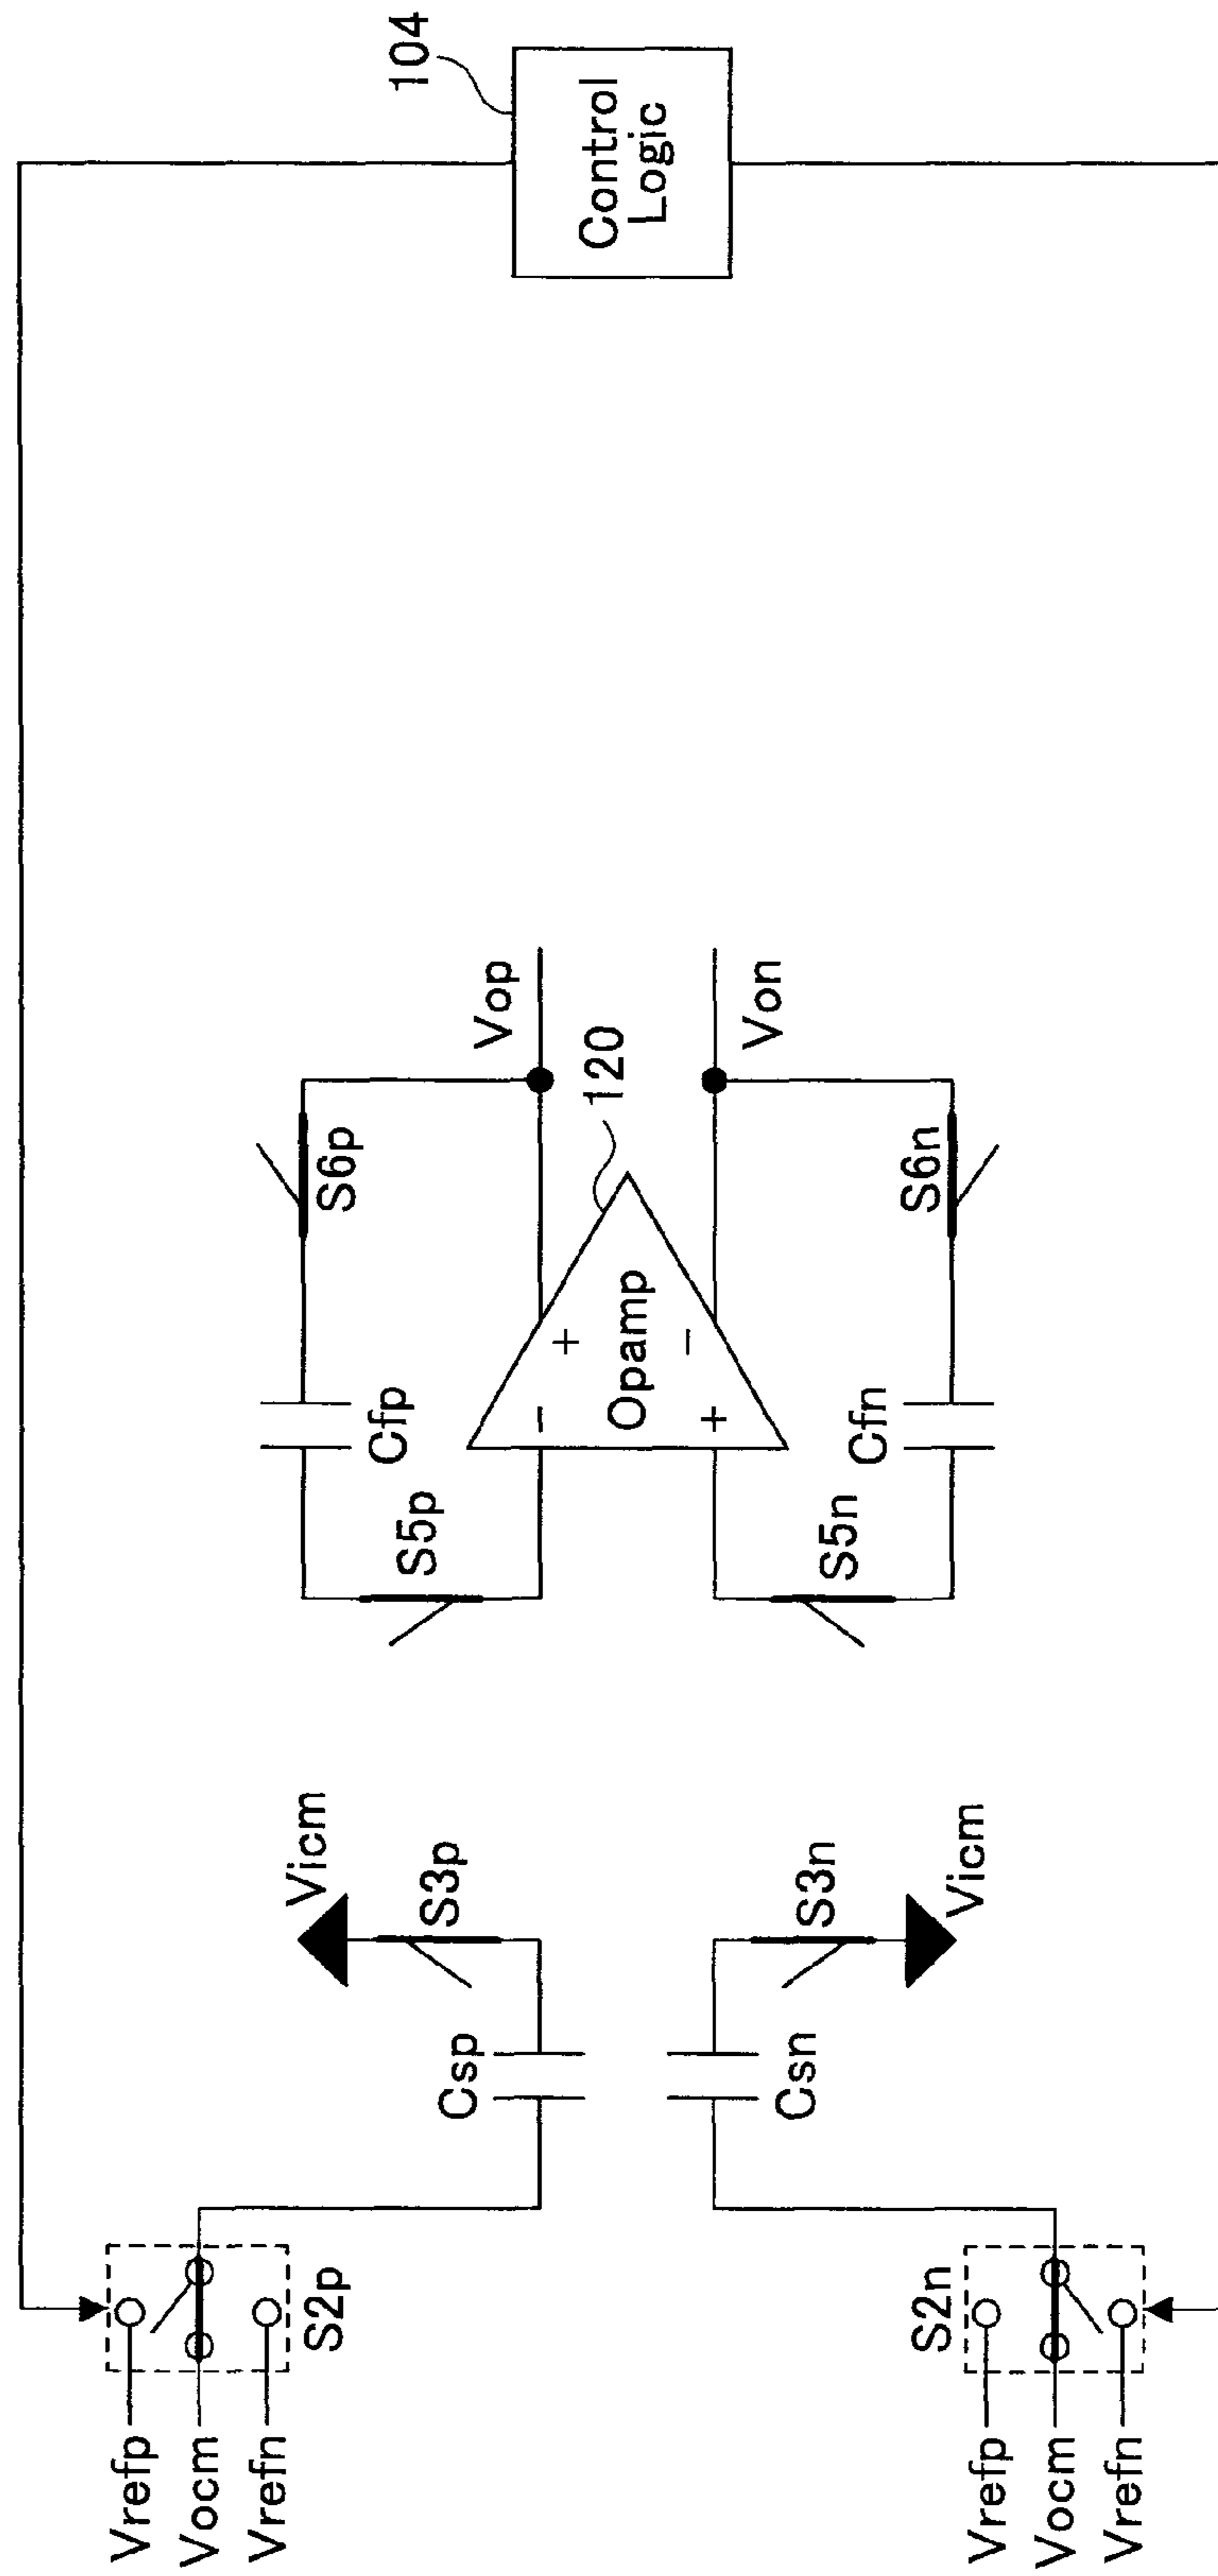 104
Control
Logic
Vop
Von
120
S6p
S6n
Cfp
Opamp
+
-
-
+
Cfn
S5p
S5n
Vicm
Vicm
S3p
S3n
Csp
Csn
S2p
S2n
Vrefp
Vocm
Vrefn
Vrefp
Vocm
Vrefn